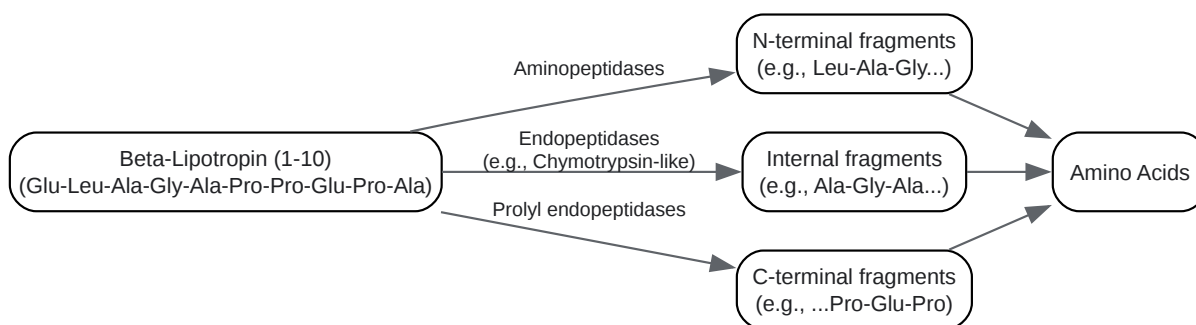 N-terminal fragments
(e.g., Leu-Ala-Gly...)
Aminopeptidases
Beta-Lipotropin (1-10)
(Glu-Leu-Ala-Gly-Ala-Pro-Pro-Glu-Pro-Ala)
Endopeptidases
(e.g., Chymotrypsin-like)
Internal fragments
(e.g., Ala-Gly-Ala...)
Amino Acids
Prolyl endopeptidases
C-terminal fragments
(e.g., ...Pro-Glu-Pro)